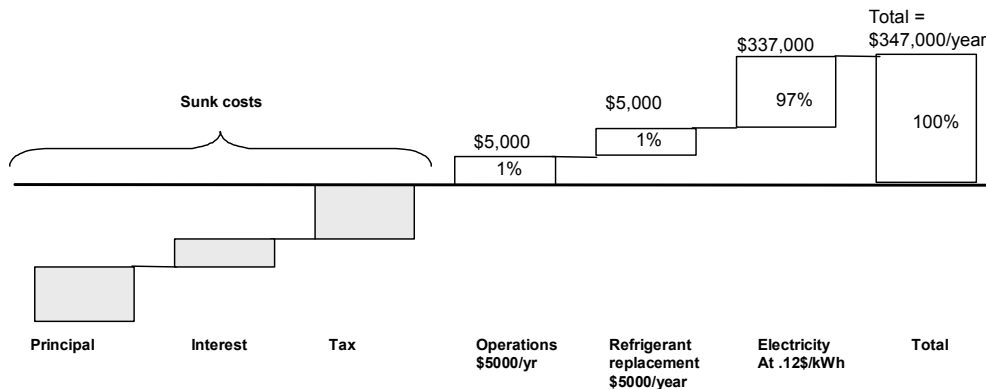 Total =
$347,000/year
$337,000
Sunk costs
$5,000
97%
$5,000
100%
1%
1%
Principal
Interest
Tax
Operations
$5000/yr
Refrigerant
replacement
$5000/year
Electricity
At .12$/kWh
Total